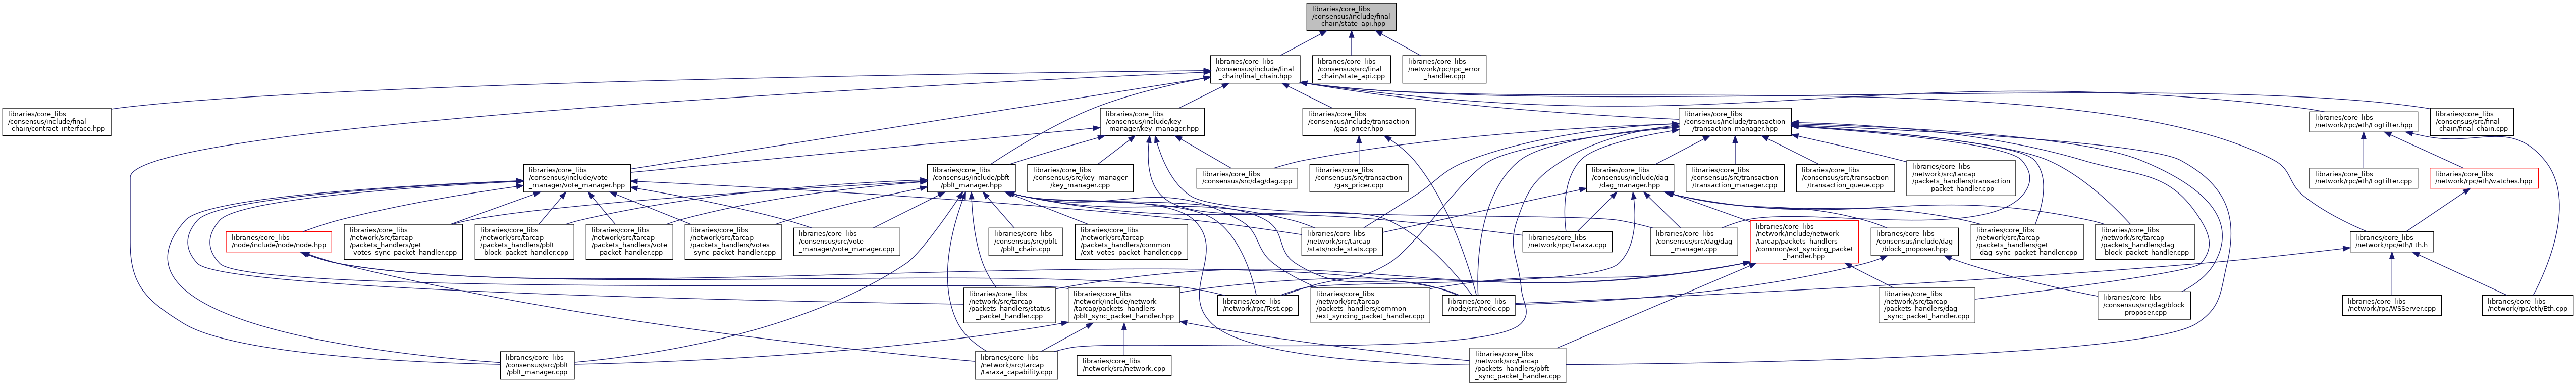 libraries/core_libs
/consensus/include/final
_chain/state_api.hpp
libraries/core_libs
/consensus/include/final
_chain/final_chain.hpp
libraries/core_libs
/consensus/src/final
_chain/state_api.cpp
libraries/core_libs
/network/rpc/rpc_error
_handler.cpp
libraries/core_libs
/consensus/include/final
_chain/contract_interface.hpp
libraries/core_libs
/consensus/include/key
_manager/key_manager.hpp
libraries/core_libs
/consensus/include/transaction
/gas_pricer.hpp
libraries/core_libs
/consensus/include/transaction
/transaction_manager.hpp
libraries/core_libs
/network/rpc/eth/LogFilter.hpp
libraries/core_libs
/consensus/src/final
_chain/final_chain.cpp
libraries/core_libs
/consensus/include/vote
_manager/vote_manager.hpp
libraries/core_libs
/consensus/include/pbft
/pbft_manager.hpp
libraries/core_libs
/consensus/src/key_manager
/key_manager.cpp
libraries/core_libs
/consensus/src/dag/dag.cpp
libraries/core_libs
/consensus/src/transaction
/gas_pricer.cpp
libraries/core_libs
/consensus/include/dag
/dag_manager.hpp
libraries/core_libs
/consensus/src/transaction
/transaction_manager.cpp
libraries/core_libs
/consensus/src/transaction
/transaction_queue.cpp
libraries/core_libs
/network/src/tarcap
/packets_handlers/transaction
_packet_handler.cpp
libraries/core_libs
/network/rpc/eth/LogFilter.cpp
libraries/core_libs
/network/rpc/eth/watches.hpp
libraries/core_libs
/node/include/node/node.hpp
libraries/core_libs
/network/src/tarcap
/packets_handlers/get
_votes_sync_packet_handler.cpp
libraries/core_libs
/network/src/tarcap
/packets_handlers/pbft
_block_packet_handler.cpp
libraries/core_libs
/network/src/tarcap
/packets_handlers/vote
_packet_handler.cpp
libraries/core_libs
/network/src/tarcap
/packets_handlers/votes
_sync_packet_handler.cpp
libraries/core_libs
/consensus/src/vote
_manager/vote_manager.cpp
libraries/core_libs
/consensus/src/pbft
/pbft_chain.cpp
libraries/core_libs
/network/src/tarcap
/packets_handlers/common
/ext_votes_packet_handler.cpp
libraries/core_libs
/network/src/tarcap
/stats/node_stats.cpp
libraries/core_libs
/network/rpc/Taraxa.cpp
libraries/core_libs
/consensus/src/dag/dag
_manager.cpp
libraries/core_libs
/network/include/network
/tarcap/packets_handlers
/common/ext_syncing_packet
_handler.hpp
libraries/core_libs
/consensus/include/dag
/block_proposer.hpp
libraries/core_libs
/network/src/tarcap
/packets_handlers/get
_dag_sync_packet_handler.cpp
libraries/core_libs
/network/src/tarcap
/packets_handlers/dag
_block_packet_handler.cpp
libraries/core_libs
/network/rpc/eth/Eth.h
libraries/core_libs
/network/src/tarcap
/packets_handlers/status
_packet_handler.cpp
libraries/core_libs
/network/include/network
/tarcap/packets_handlers
/pbft_sync_packet_handler.hpp
libraries/core_libs
/network/rpc/Test.cpp
libraries/core_libs
/network/src/tarcap
/packets_handlers/common
/ext_syncing_packet_handler.cpp
libraries/core_libs
/node/src/node.cpp
libraries/core_libs
/network/src/tarcap
/packets_handlers/dag
_sync_packet_handler.cpp
libraries/core_libs
/consensus/src/dag/block
_proposer.cpp
libraries/core_libs
/network/rpc/WSServer.cpp
libraries/core_libs
/network/rpc/eth/Eth.cpp
libraries/core_libs
/consensus/src/pbft
/pbft_manager.cpp
libraries/core_libs
/network/src/tarcap
/taraxa_capability.cpp
libraries/core_libs
/network/src/network.cpp
libraries/core_libs
/network/src/tarcap
/packets_handlers/pbft
_sync_packet_handler.cpp